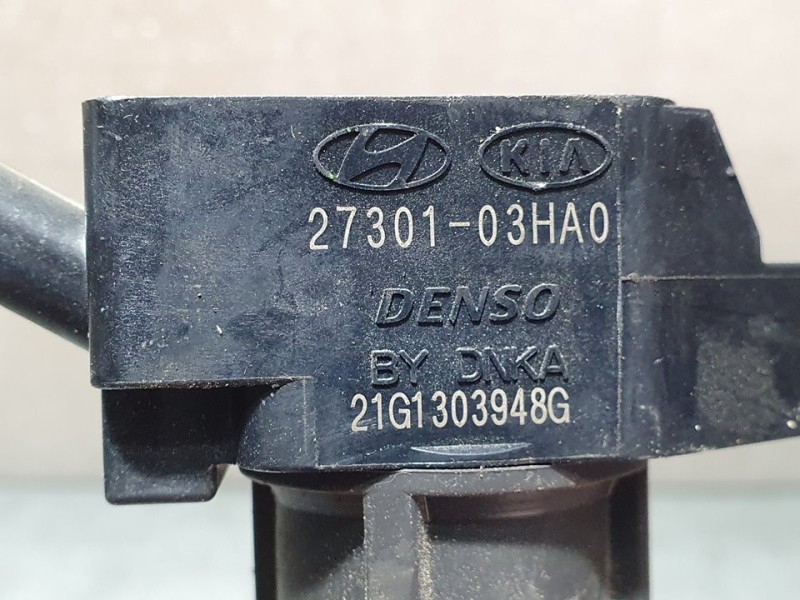 KIA
27301-03HA0
DENSO
BY DNKA
21G1303948G